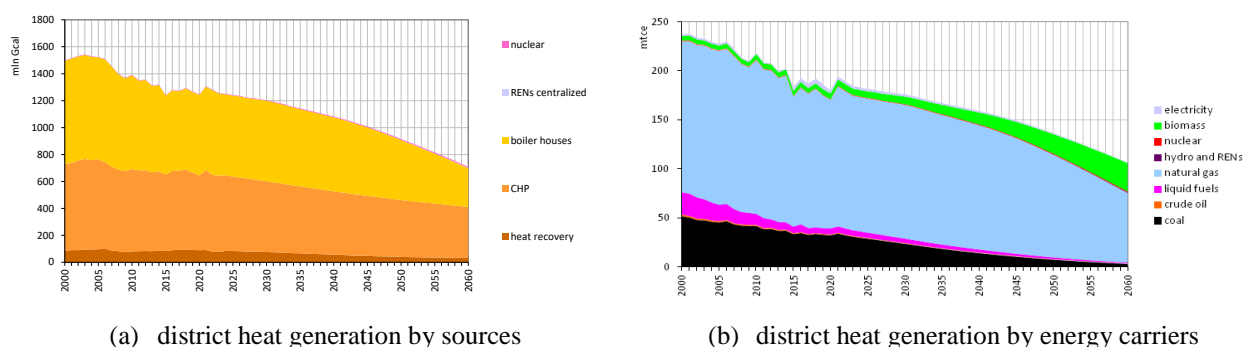 mln Gcal
1800
1600
1400
1200
1000
800
600
400
200
0
2000
2005
2010
2015
2020
2025
2030
2035
2040
2045
2050
2055
2060
nuclear
RENs centralized
boiler houses
CHP
heat recovery
(a) district heat generation by sources
mtce
250
200
150
100
50
0
2000
2005
2010
2015
2020
2025
2030
2035
2040
2045
2050
2055
2060
electricity
biomass
nuclear
hydro and RENs
natural gas
liquid fuels
crude oil
coal
(b) district heat generation by energy carriers